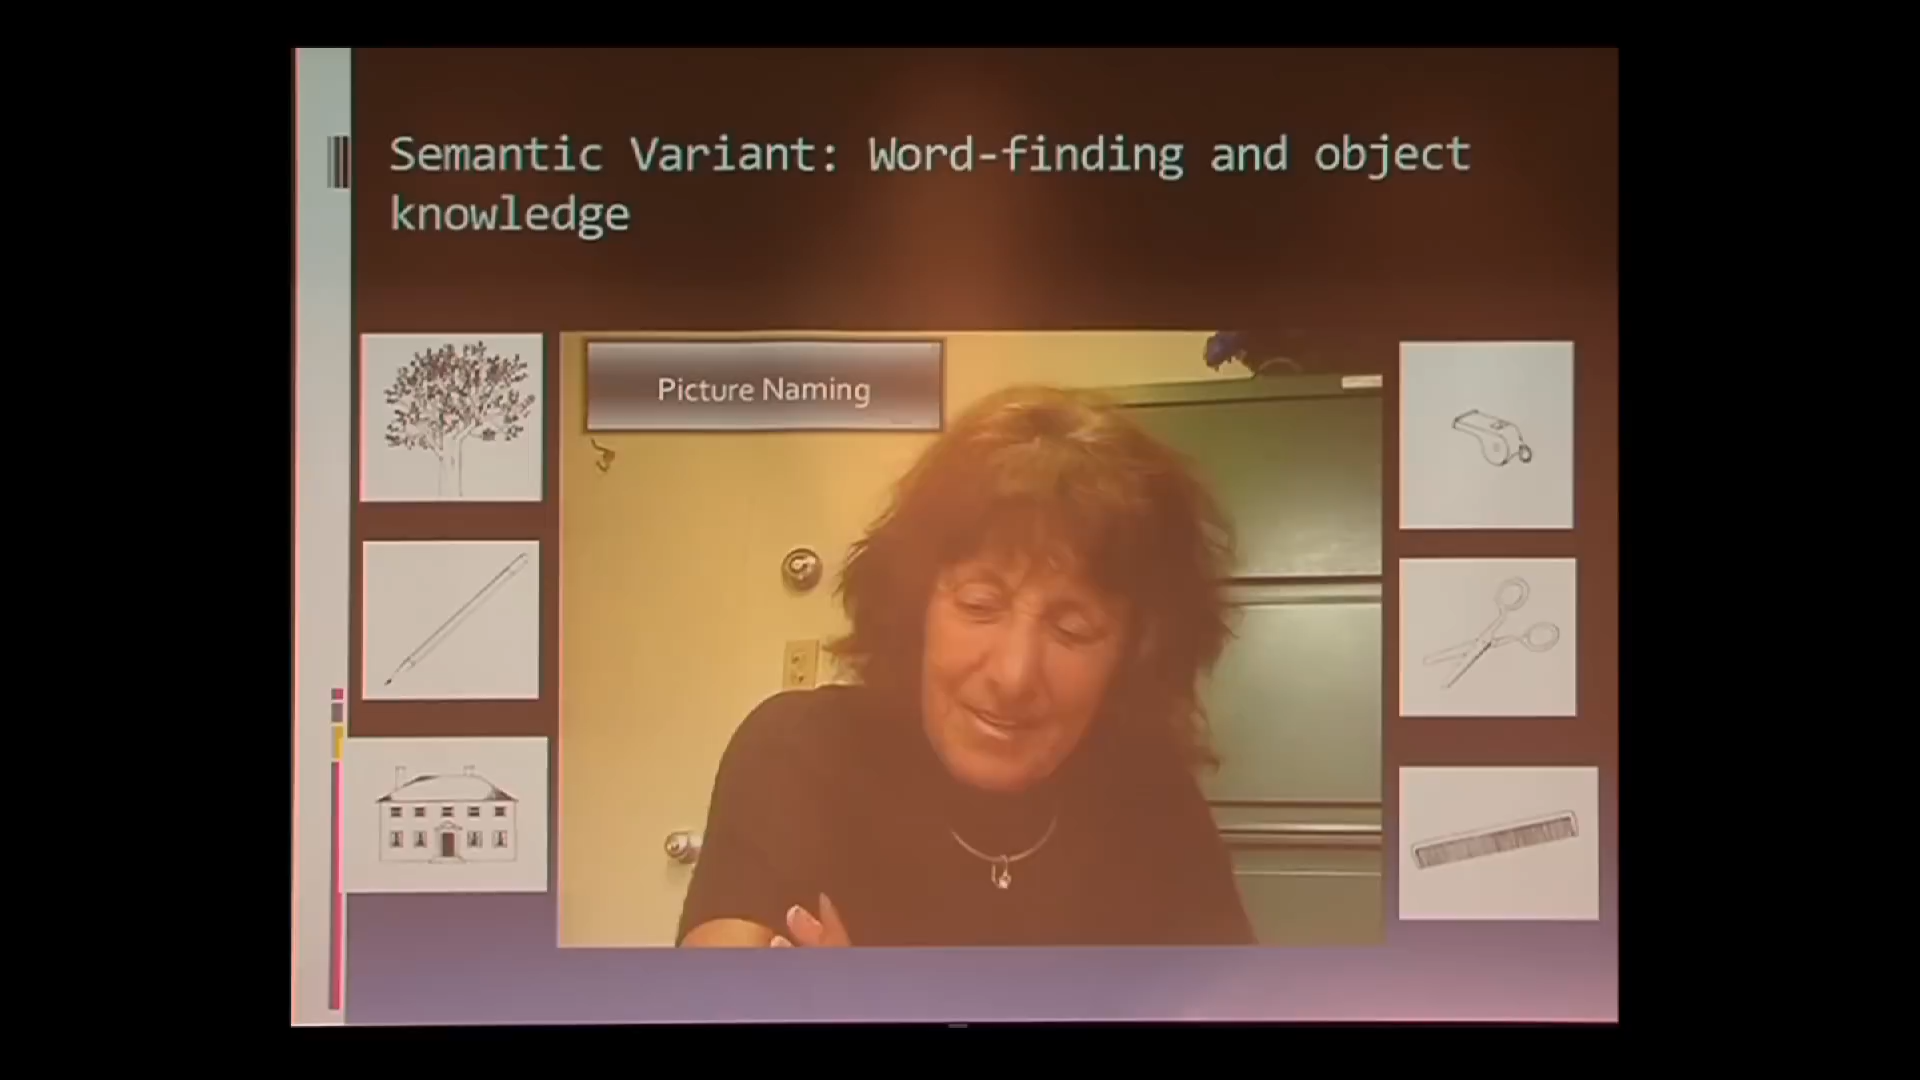 Semantic Variant: Word-finding and object
knowledge
Picture Naming